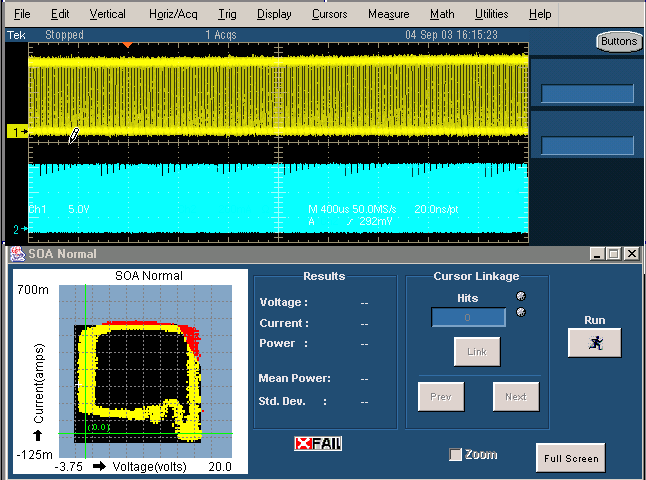 File Edit Vertical Horiz/Acq Trig Display Cursors Measure Math Utilities Help
Tek Stopped 1 Acqs 04 Sep 03 16:15:23
Buttons
1
Ch1 5.0V M 400us 50.0MS/s 20.0ns/pt
A 292mV
2
SOA Normal
SOA Normal
700m
Current(amps)
-125m
(0,0)
-3.75 Voltage(volts) 20.0
Results
Voltage : --
Current : --
Power : --
Mean Power: --
Std. Dev. : --
FAIL
Cursor Linkage
Hits
0
Link
Prev Next
Zoom
Run
Full Screen